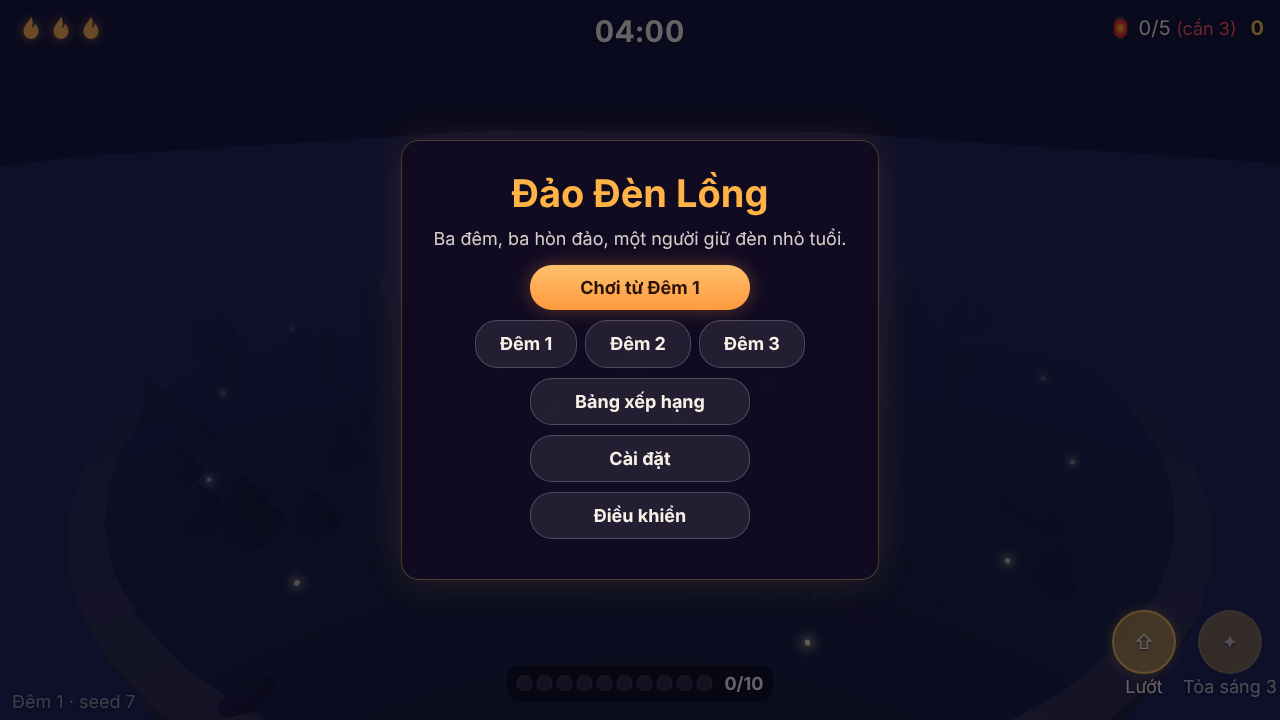 04:00
0/5 (cần 3) 0
Đảo Đèn Lồng
Ba đêm, ba hòn đảo, một người giữ đèn nhỏ tuổi.
Chơi từ Đêm 1
Đêm 1 Đêm 2 Đêm 3
Bảng xếp hạng
Cài đặt
Điều khiển
Lướt Tỏa sáng 3
0/10
Đêm 1 · seed 7